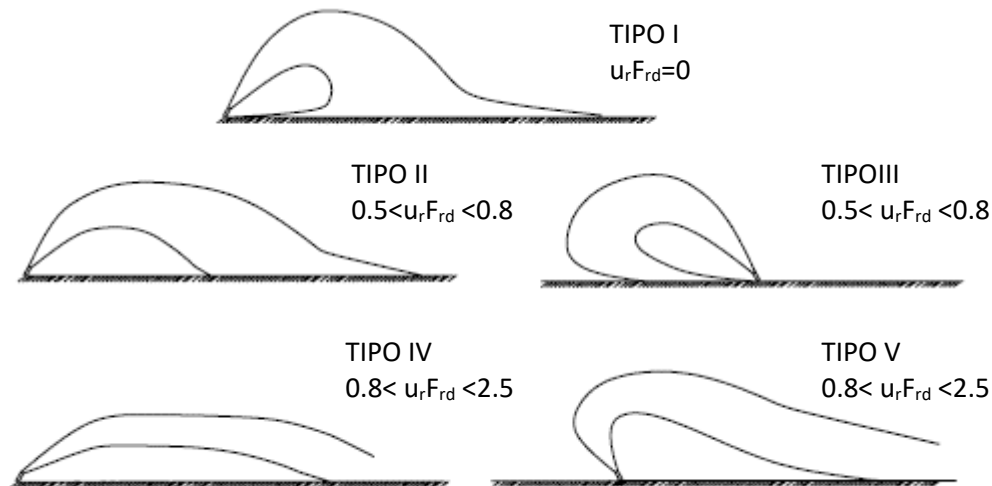 TIPO I
uᵣFᵣd=0
TIPO II
0.5<uᵣFᵣd <0.8
TIPOIII
0.5< uᵣFᵣd <0.8
TIPO IV
0.8< uᵣFᵣd <2.5
TIPO V
0.8< uᵣFᵣd <2.5